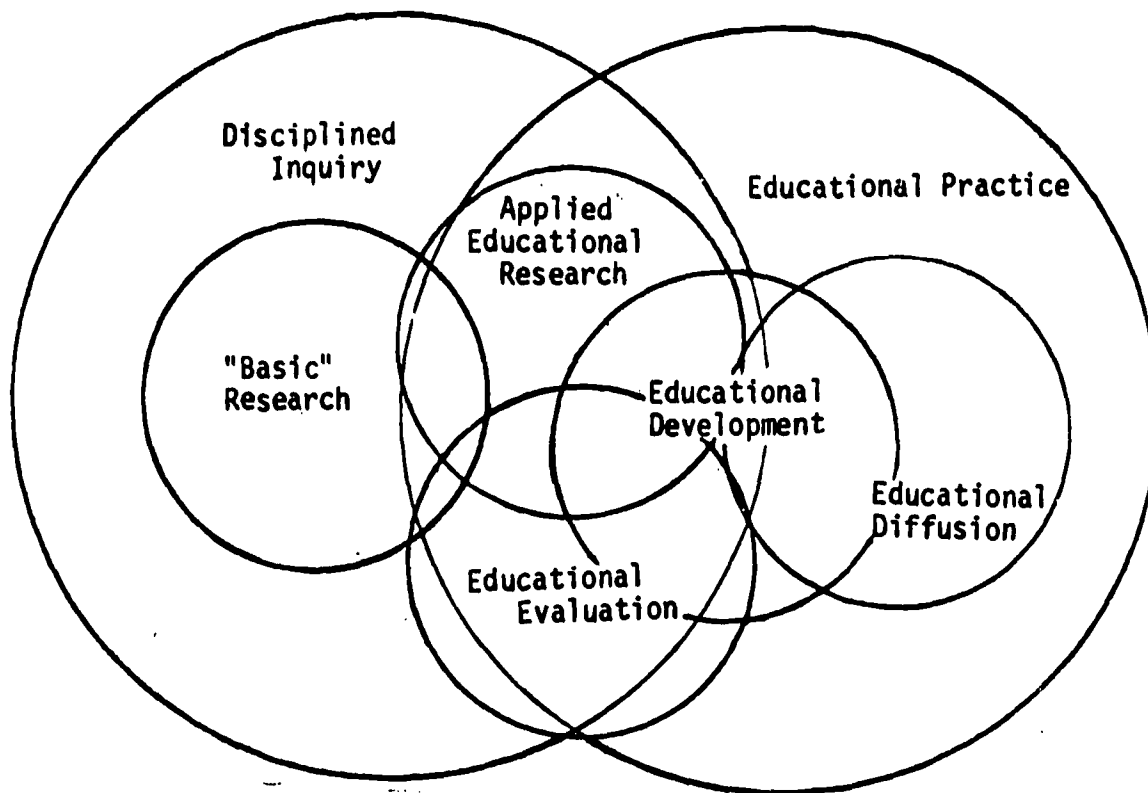 Disciplined
Inquiry
Educational Practice
Applied
Educational
Research
"Basic"
Research
Educational
Development
Educational
Diffusion
Educational
Evaluation